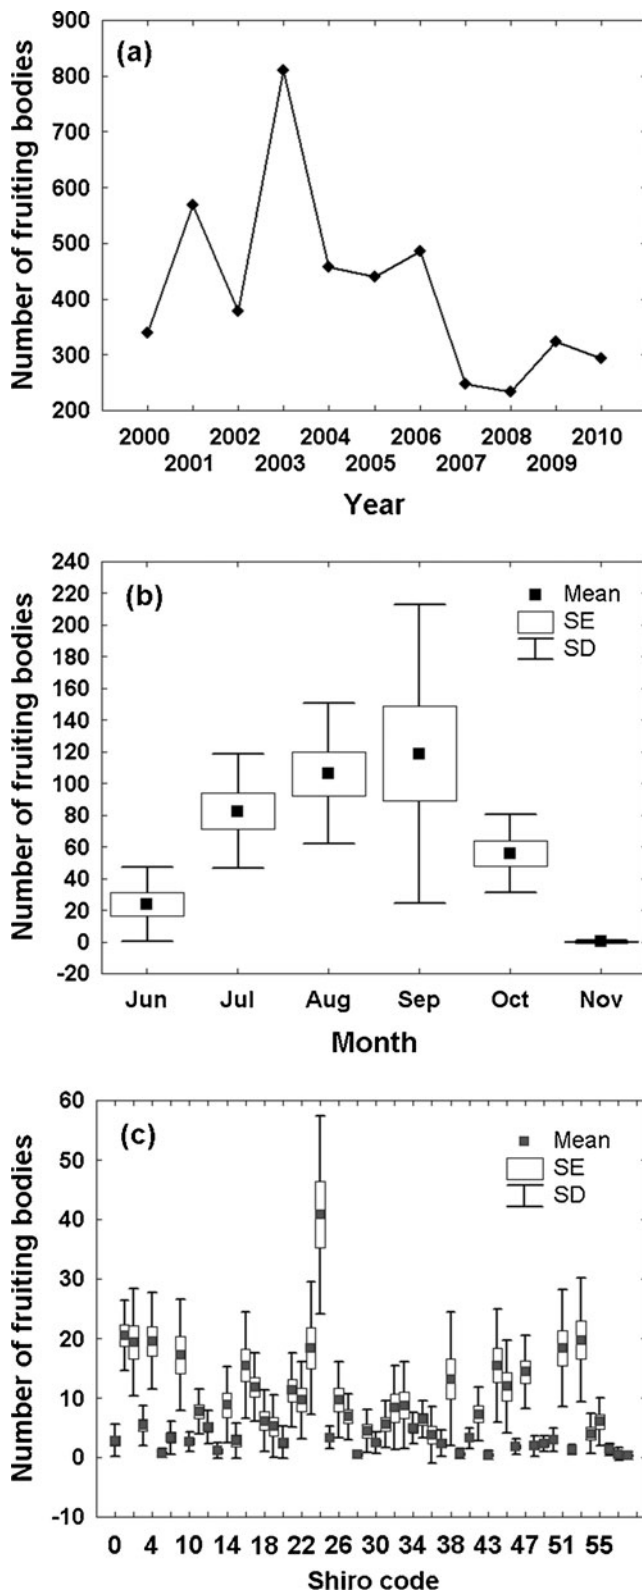 (a)
Number of fruiting bodies
900
800
700
600
500
400
300
200
2000 2002 2004 2006 2008 2010
2001 2003 2005 2007 2009
Year
(b)
Number of fruiting bodies
Mean
SE
SD
240
220
200
180
160
140
120
100
80
60
40
20
0
-20
Jun Jul Aug Sep Oct Nov
Month
(c)
Number of fruiting bodies
Mean
SE
SD
60
50
40
30
20
10
0
-10
0 4 10 14 18 22 26 30 34 38 43 47 51 55
Shiro code